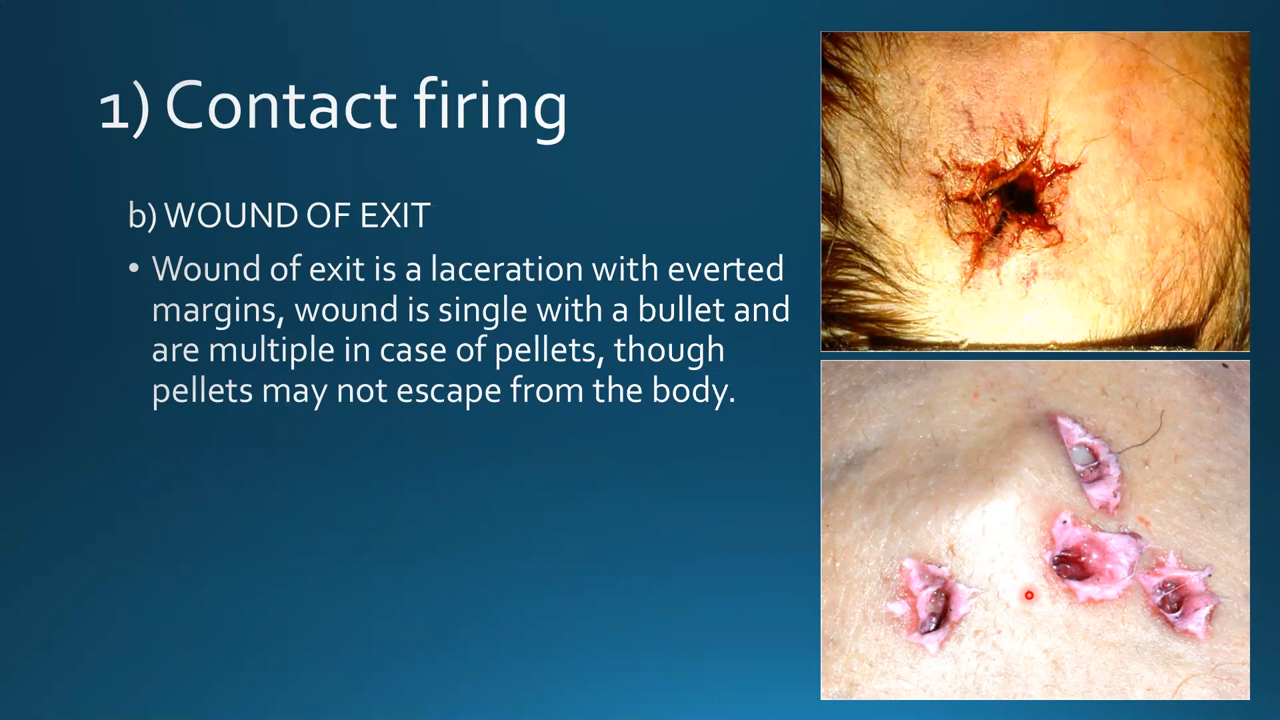 1) Contact firing
b) WOUND OF EXIT
• Wound of exit is a laceration with everted
margins, wound is single with a bullet and
are multiple in case of pellets, though
pellets may not escape from the body.